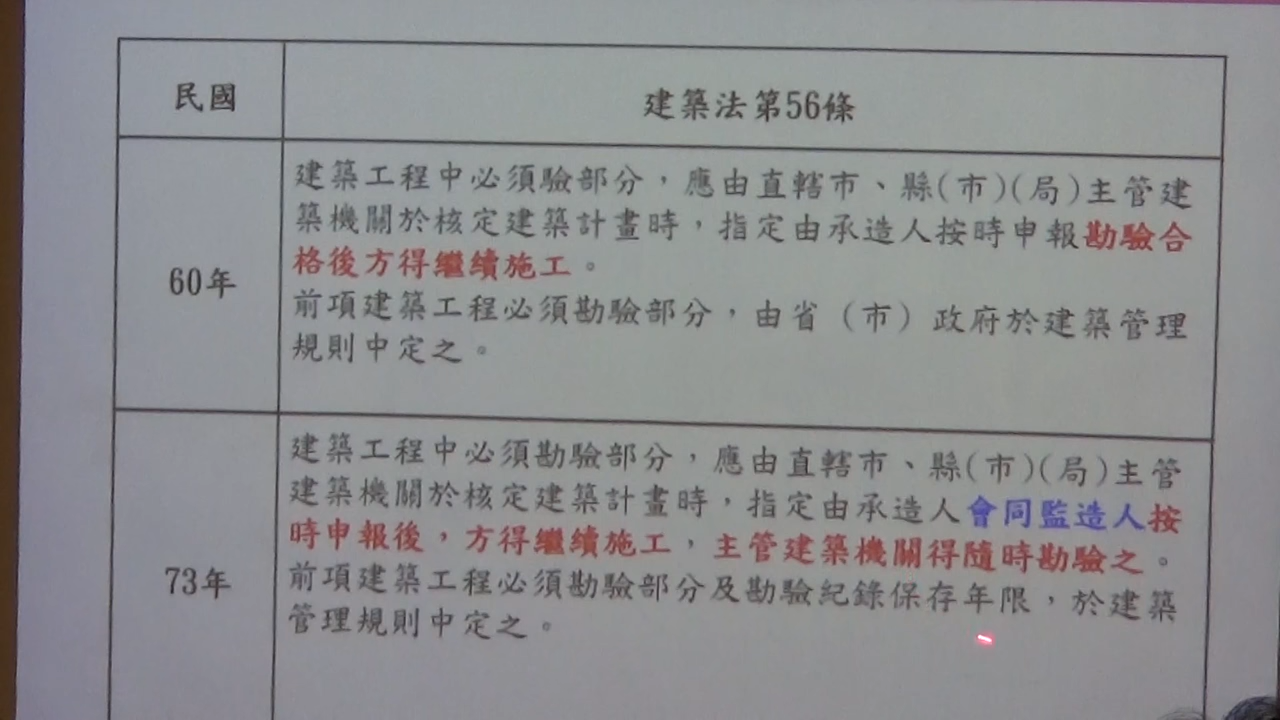 民國
建築法第56條
60年
建築工程中必須驗部分，應由直轄市、縣(市)(局)主管建
築機關於核定建築計畫時，指定由承造人按時申報勘驗合
格後方得繼續施工。
前項建築工程必須勘驗部分，由省（市）政府於建築管理
規則中定之。
73年
建築工程中必須勘驗部分，應由直轄市、縣(市)(局)主管
建築機關於核定建築計畫時，指定由承造人會同監造人按
時申報後，方得繼續施工，主管建築機關得隨時勘驗之。
前項建築工程必須勘驗部分及勘驗紀錄保存年限，於建築
管理規則中定之。